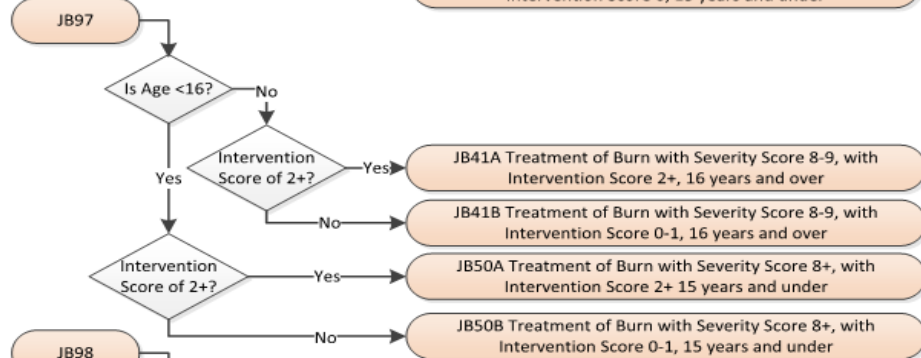 Intervention Score 0, 15 years and under
JB97
Is Age <16?
No
Intervention
Score of 2+?
Yes
JB41A Treatment of Burn with Severity Score 8-9, with
Intervention Score 2+, 16 years and over
Yes
No
JB41B Treatment of Burn with Severity Score 8-9, with
Intervention Score 0-1, 16 years and over
Intervention
Score of 2+?
Yes
JB50A Treatment of Burn with Severity Score 8+, with
Intervention Score 2+ 15 years and under
No
JB50B Treatment of Burn with Severity Score 8+, with
Intervention Score 0-1, 15 years and under
JB98